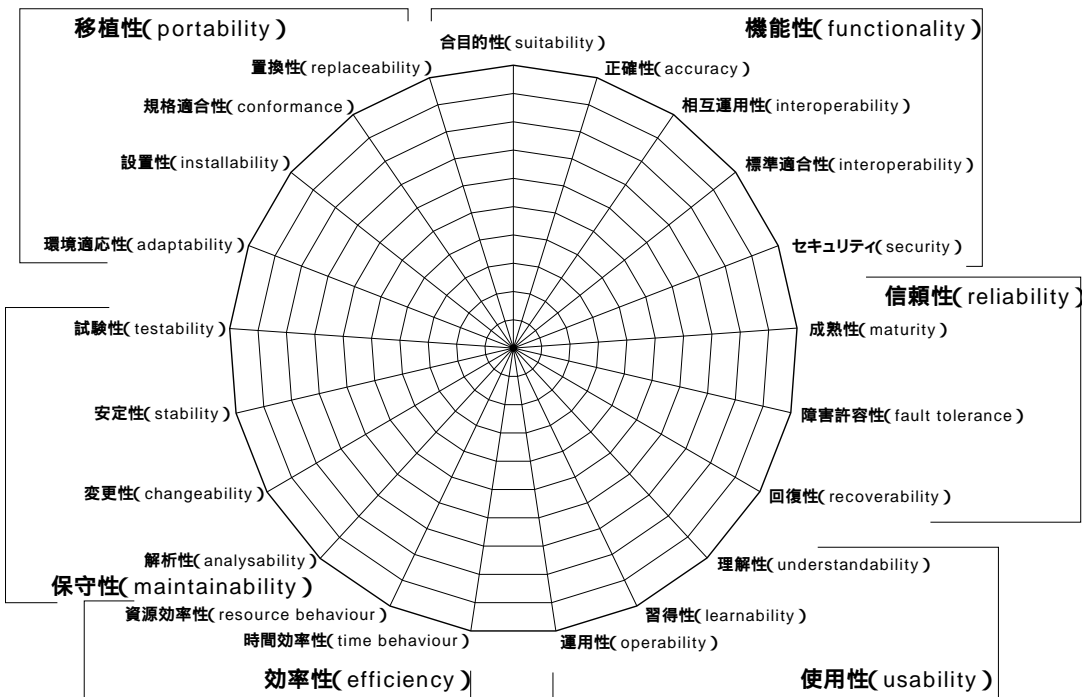 移植性(portability)
機能性(functionality)
合目的性(suitability)
置換性(replaceability)
正確性(accuracy)
規格適合性(conformance)
相互運用性(interoperability)
設置性(installability)
標準適合性(interoperability)
環境適応性(adaptability)
セキュリティ(security)
信頼性(reliability)
試験性(testability)
成熟性(maturity)
安定性(stability)
障害許容性(fault tolerance)
変更性(changeability)
回復性(recoverability)
解析性(analysability)
理解性(understandability)
保守性(maintainability)
資源効率性(resource behaviour)
習得性(learnability)
時間効率性(time behaviour)
運用性(operability)
効率性(efficiency)
使用性(usability)